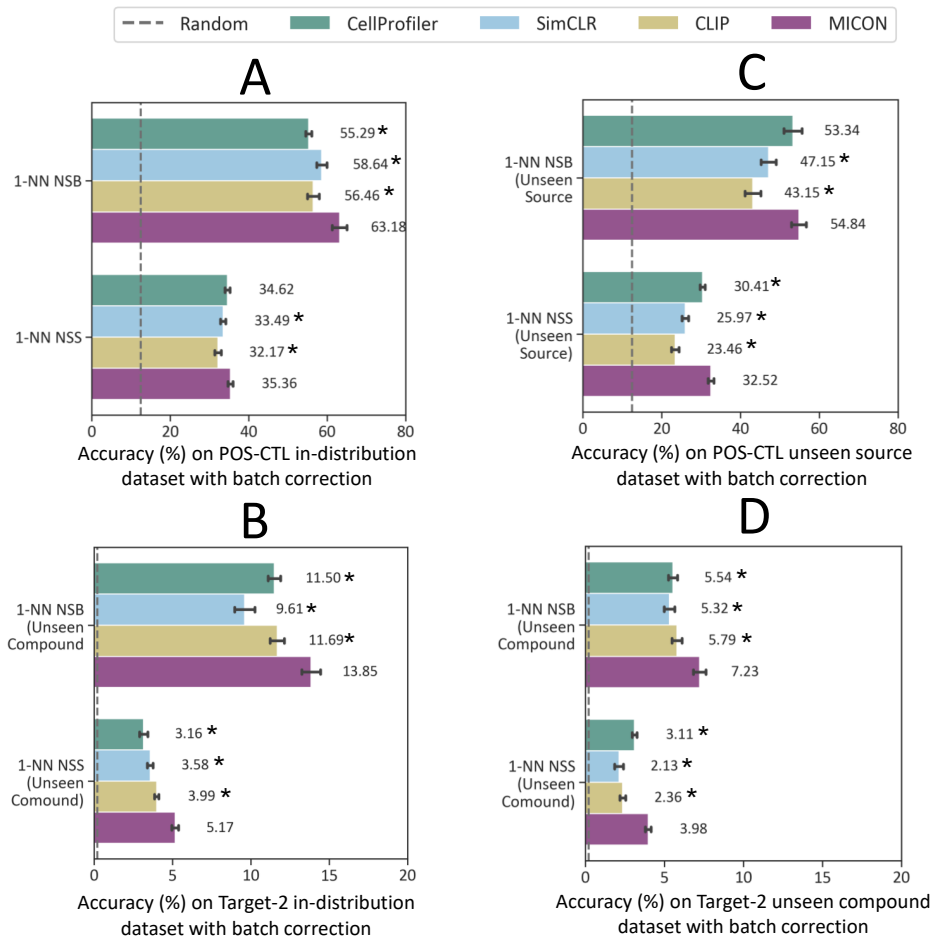 Random CellProfiler SimCLR CLIP MICON
A
1-NN NSB
55.29 *
58.64 *
56.46 *
63.18
1-NN NSS
34.62
33.49 *
32.17 *
35.36
0 20 40 60 80
Accuracy (%) on POS-CTL in-distribution
dataset with batch correction
C
1-NN NSB
(Unseen
Source
53.34
47.15 *
43.15 *
54.84
1-NN NSS
(Unseen
Source)
30.41 *
25.97 *
23.46 *
32.52
0 20 40 60 80
Accuracy (%) on POS-CTL unseen source
dataset with batch correction
B
1-NN NSB
(Unseen
Compound
11.50 *
9.61 *
11.69 *
13.85
1-NN NSS
(Unseen
Comound)
3.16 *
3.58 *
3.99 *
5.17
0 5 10 15 20
Accuracy (%) on Target-2 in-distribution
dataset with batch correction
D
1-NN NSB
(Unseen
Compound
5.54 *
5.32 *
5.79 *
7.23
1-NN NSS
(Unseen
Comound)
3.11 *
2.13 *
2.36 *
3.98
0 5 10 15 20
Accuracy (%) on Target-2 unseen compound
dataset with batch correction